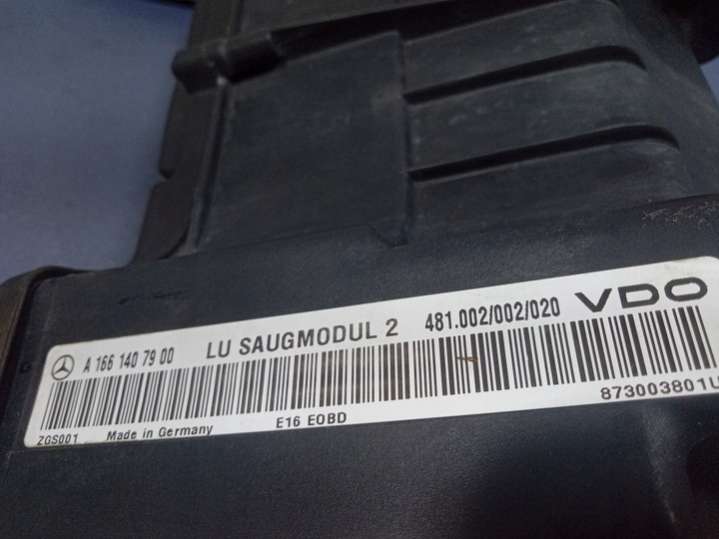 A 166 140 79 00 LU SAUGMODUL 2 481.002/002/020 VDO
ZGS001 Made in Germany E16 EOBD 873003801U